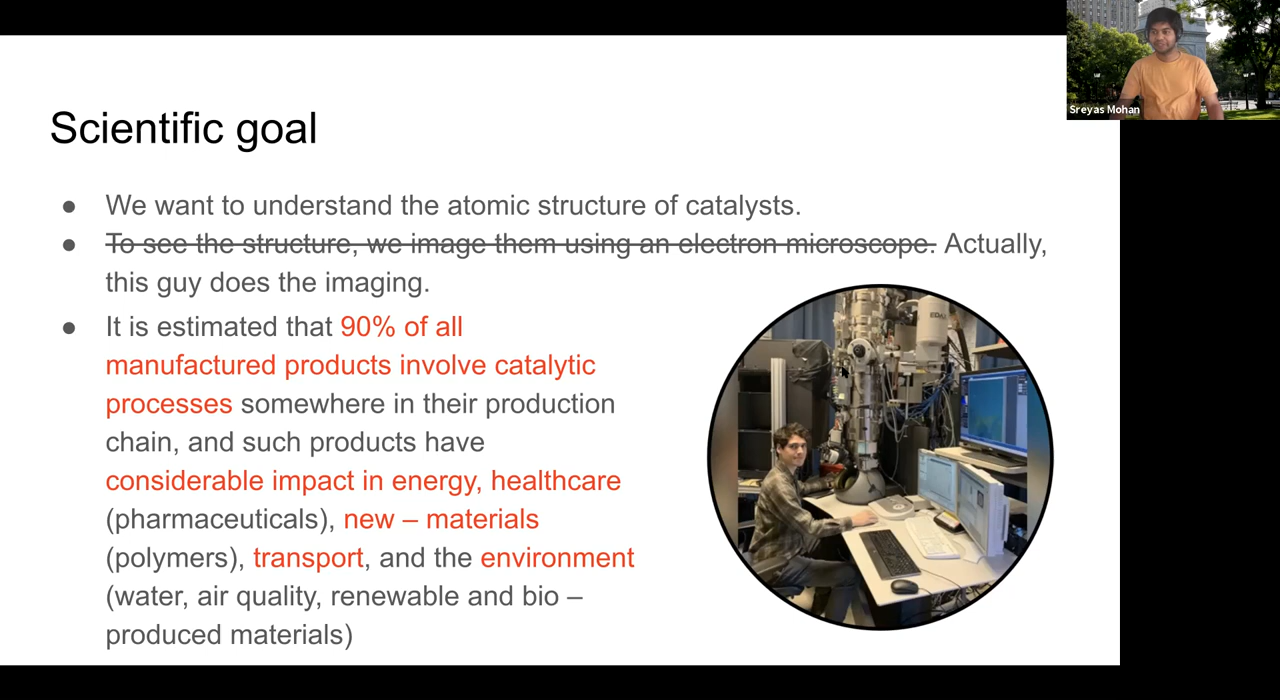 Sreyas Mohan
Scientific goal
● We want to understand the atomic structure of catalysts.
● To see the structure, we image them using an electron microscope. Actually,
this guy does the imaging.
● It is estimated that 90% of all
manufactured products involve catalytic
processes somewhere in their production
chain, and such products have
considerable impact in energy, healthcare
(pharmaceuticals), new – materials
(polymers), transport, and the environment
(water, air quality, renewable and bio –
produced materials)
EDAX